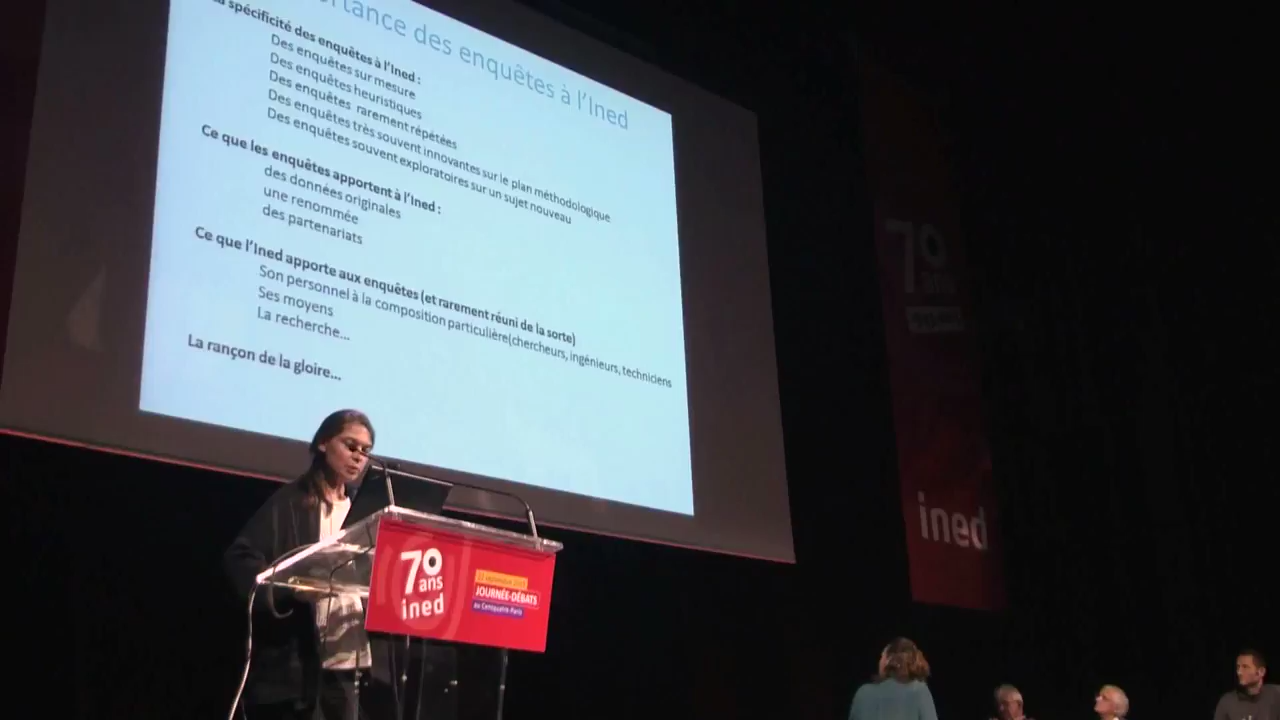 des enquêtes à l'Ined
spécificité des enquêtes à l'Ined :
Des enquêtes sur mesure
Des enquêtes heuristiques
Des enquêtes rarement répétées
Des enquêtes très souvent innovantes sur le plan méthodologique
Des enquêtes souvent exploratoires sur un sujet nouveau
Ce que les enquêtes apportent à l'Ined :
des données originales
une renommée
des partenariats
Ce que l'Ined apporte aux enquêtes (et rarement réuni de la sorte)
Son personnel à la composition particulière(chercheurs, ingénieurs, techniciens
Ses moyens
La recherche...
La rançon de la gloire...
70
ans
ined
JOURNÉE-DÉBATS
au Centquatre-Paris
70
ans
ined